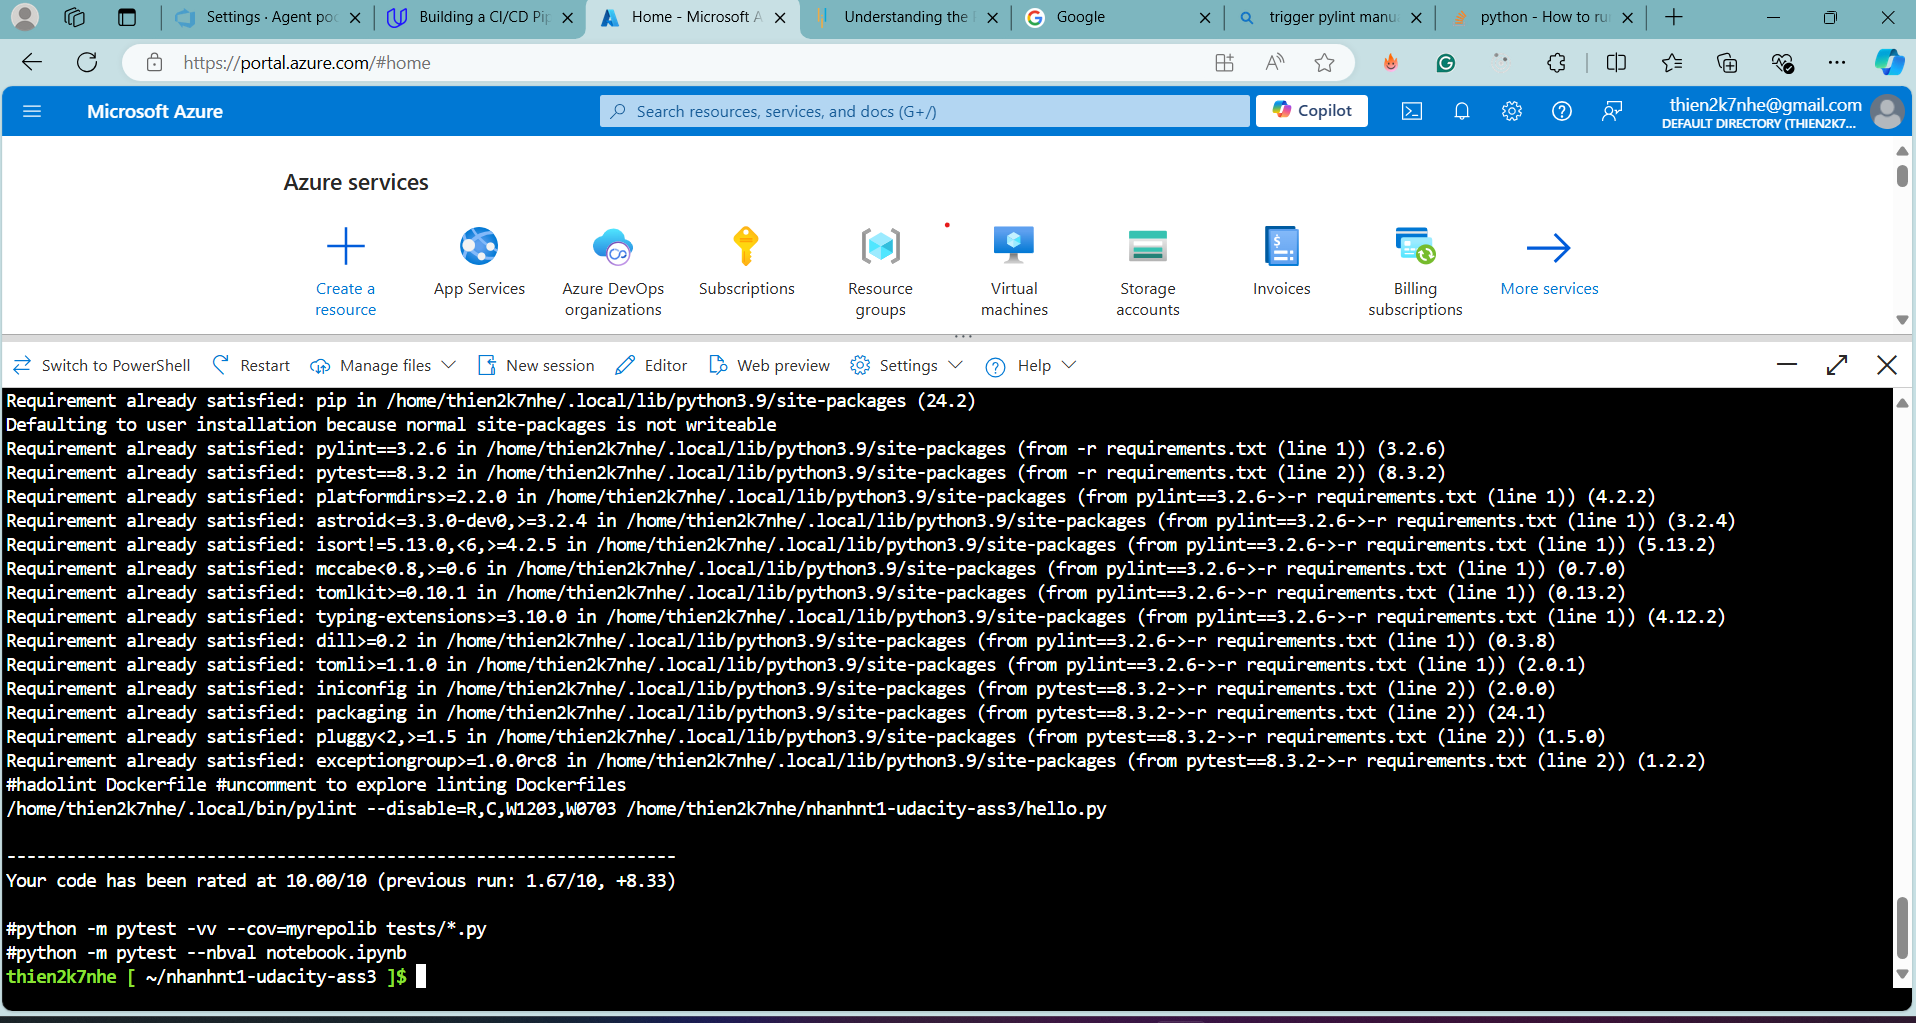 Settings · Agent poo
Building a CI/CD Pip
Home - Microsoft A
Understanding the
Google
trigger pylint manu
python - How to ru
https://portal.azure.com/#home
Microsoft Azure
Search resources, services, and docs (G+/)
Copilot
thien2k7nhe@gmail.com
DEFAULT DIRECTORY (THIEN2K7...
Azure services
Create a
resource
App Services
Azure DevOps
organizations
Subscriptions
Resource
groups
Virtual
machines
Storage
accounts
Invoices
Billing
subscriptions
More services
Switch to PowerShell
Restart
Manage files
New session
Editor
Web preview
Settings
Help
Requirement already satisfied: pip in /home/thien2k7nhe/.local/lib/python3.9/site-packages (24.2)
Defaulting to user installation because normal site-packages is not writeable
Requirement already satisfied: pylint==3.2.6 in /home/thien2k7nhe/.local/lib/python3.9/site-packages (from -r requirements.txt (line 1)) (3.2.6)
Requirement already satisfied: pytest==8.3.2 in /home/thien2k7nhe/.local/lib/python3.9/site-packages (from -r requirements.txt (line 2)) (8.3.2)
Requirement already satisfied: platformdirs>=2.2.0 in /home/thien2k7nhe/.local/lib/python3.9/site-packages (from pylint==3.2.6->-r requirements.txt (line 1)) (4.2.2)
Requirement already satisfied: astroid<=3.3.0-dev0,>=3.2.4 in /home/thien2k7nhe/.local/lib/python3.9/site-packages (from pylint==3.2.6->-r requirements.txt (line 1)) (3.2.4)
Requirement already satisfied: isort!=5.13.0,<6,>=4.2.5 in /home/thien2k7nhe/.local/lib/python3.9/site-packages (from pylint==3.2.6->-r requirements.txt (line 1)) (5.13.2)
Requirement already satisfied: mccabe<0.8,>=0.6 in /home/thien2k7nhe/.local/lib/python3.9/site-packages (from pylint==3.2.6->-r requirements.txt (line 1)) (0.7.0)
Requirement already satisfied: tomlkit>=0.10.1 in /home/thien2k7nhe/.local/lib/python3.9/site-packages (from pylint==3.2.6->-r requirements.txt (line 1)) (0.13.2)
Requirement already satisfied: typing-extensions>=3.10.0 in /home/thien2k7nhe/.local/lib/python3.9/site-packages (from pylint==3.2.6->-r requirements.txt (line 1)) (4.12.2)
Requirement already satisfied: dill>=0.2 in /home/thien2k7nhe/.local/lib/python3.9/site-packages (from pylint==3.2.6->-r requirements.txt (line 1)) (0.3.8)
Requirement already satisfied: tomli>=1.1.0 in /home/thien2k7nhe/.local/lib/python3.9/site-packages (from pylint==3.2.6->-r requirements.txt (line 1)) (2.0.1)
Requirement already satisfied: iniconfig in /home/thien2k7nhe/.local/lib/python3.9/site-packages (from pytest==8.3.2->-r requirements.txt (line 2)) (2.0.0)
Requirement already satisfied: packaging in /home/thien2k7nhe/.local/lib/python3.9/site-packages (from pytest==8.3.2->-r requirements.txt (line 2)) (24.1)
Requirement already satisfied: pluggy<2,>=1.5 in /home/thien2k7nhe/.local/lib/python3.9/site-packages (from pytest==8.3.2->-r requirements.txt (line 2)) (1.5.0)
Requirement already satisfied: exceptiongroup>=1.0.0rc8 in /home/thien2k7nhe/.local/lib/python3.9/site-packages (from pytest==8.3.2->-r requirements.txt (line 2)) (1.2.2)
#hadolint Dockerfile #uncomment to explore linting Dockerfiles
/home/thien2k7nhe/.local/bin/pylint --disable=R,C,W1203,W0703 /home/thien2k7nhe/nhanhnt1-udacity-ass3/hello.py
-------------------------------------------------------------------
Your code has been rated at 10.00/10 (previous run: 1.67/10, +8.33)
#python -m pytest -vv --cov=myrepolib tests/*.py
#python -m pytest --nbval notebook.ipynb
thien2k7nhe [ ~/nhanhnt1-udacity-ass3 ]$